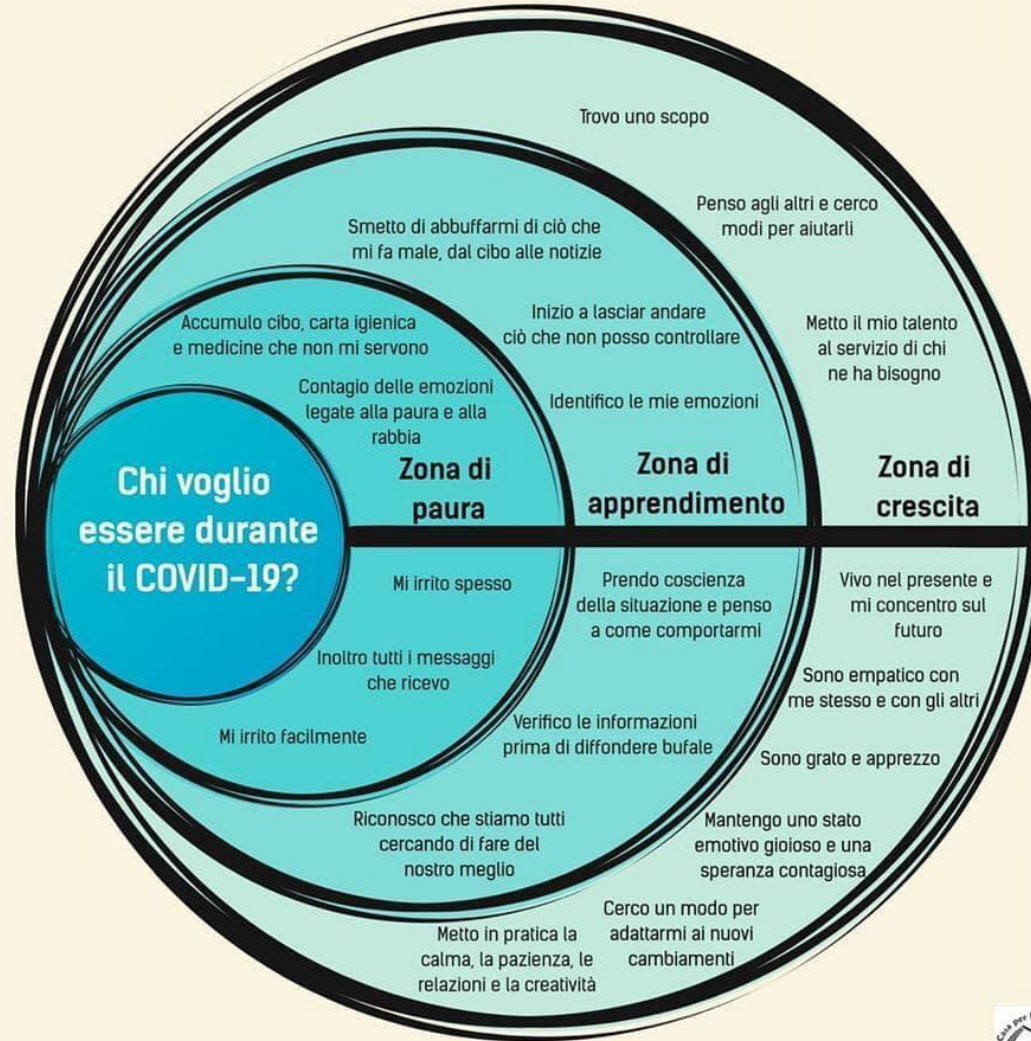 Trovo uno scopo
Penso agli altri e cerco
modi per aiutarli
Metto il mio talento
al servizio di chi
ne ha bisogno
Smetto di abbuffarmi di ciò che
mi fa male, dal cibo alle notizie
Inizio a lasciar andare
ciò che non posso controllare
Identifico le mie emozioni
Accumulo cibo, carta igienica
e medicine che non mi servono
Contagio delle emozioni
legate alla paura e alla
rabbia
Chi voglio
essere durante
il COVID-19?
Zona di
paura
Zona di
apprendimento
Zona di
crescita
Mi irrito spesso
Inoltro tutti i messaggi
che ricevo
Mi irrito facilmente
Prendo coscienza
della situazione e penso
a come comportarmi
Verifico le informazioni
prima di diffondere bufale
Riconosco che stiamo tutti
cercando di fare del
nostro meglio
Vivo nel presente e
mi concentro sul
futuro
Sono empatico con
me stesso e con gli altri
Sono grato e apprezzo
Mantengo uno stato
emotivo gioioso e una
speranza contagiosa
Cerco un modo per
adattarmi ai nuovi
cambiamenti
Metto in pratica la
calma, la pazienza, le
relazioni e la creatività
Casa per